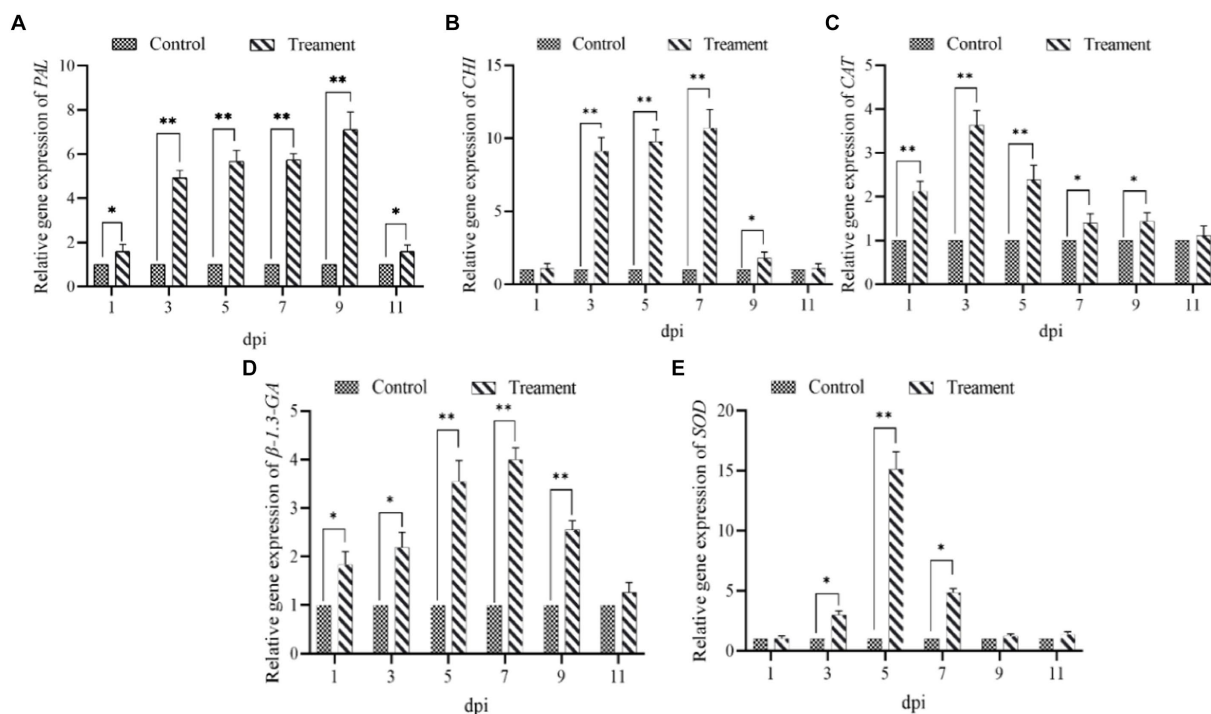 A
Control Treament
Relative gene expression of PAL
10
8
6
4
2
0
* ** ** ** ** *
1 3 5 7 9 11
dpi
B
Control Treament
Relative gene expression of CHI
15
10
5
0
** ** ** *
1 3 5 7 9 11
dpi
C
Control Treament
Relative gene expression of CAT
5
4
3
2
1
0
** ** ** * *
1 3 5 7 9 11
dpi
D
Control Treament
Relative gene expression of β-1.3-GA
5
4
3
2
1
0
* * ** ** **
1 3 5 7 9 11
dpi
E
Control Treament
Relative gene expression of SOD
20
15
10
5
0
* ** *
1 3 5 7 9 11
dpi